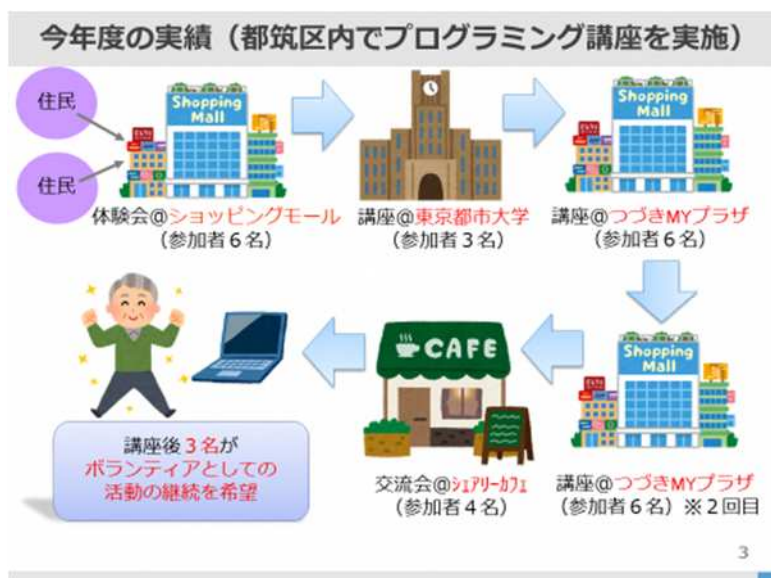 今年度の実績（都筑区内でプログラミング講座を実施）
住民
住民
Shopping
Mall
体験会@ショッピングモール
（参加者６名）
講座@東京都市大学
（参加者３名）
Shopping
Mall
講座@つづきMYプラザ
（参加者６名）
Shopping
Mall
講座@つづきMYプラザ
（参加者６名）※２回目
CAFE
交流会@ｼｪｱﾘｰｶﾌｪ
（参加者４名）
講座後３名が
ボランティアとしての
活動の継続を希望
3